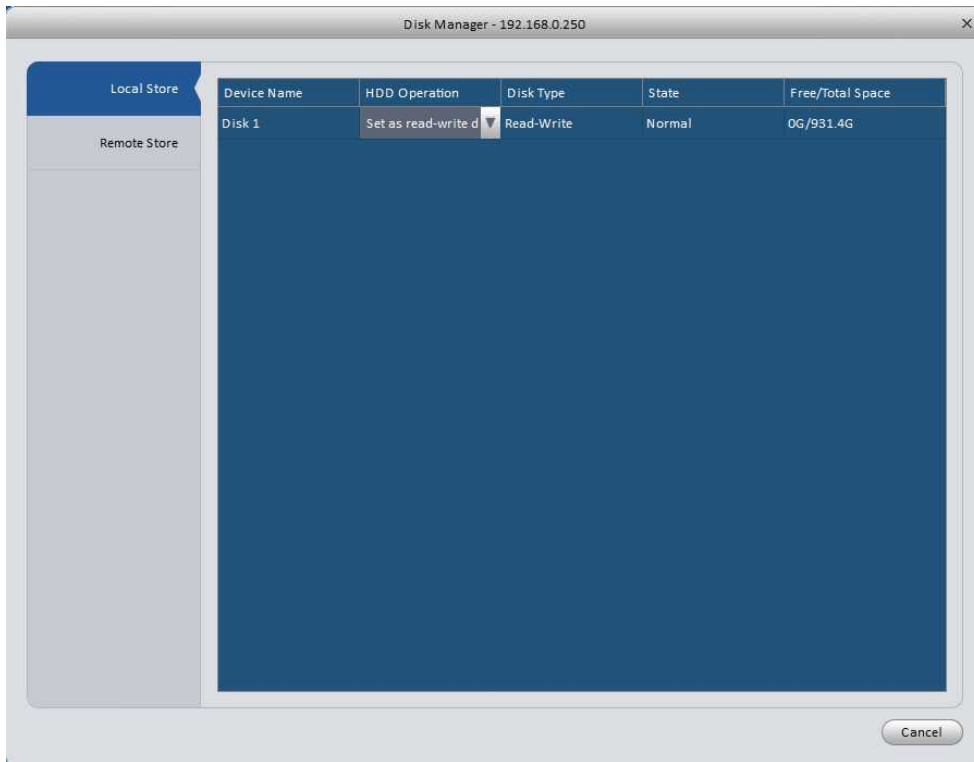 Disk Manager - 192.168.0.250
X
Local Store
Remote Store
Device Name HDD Operation Disk Type State Free/Total Space
Disk 1 Set as read-write d Read-Write Normal 0G/931.4G
Cancel